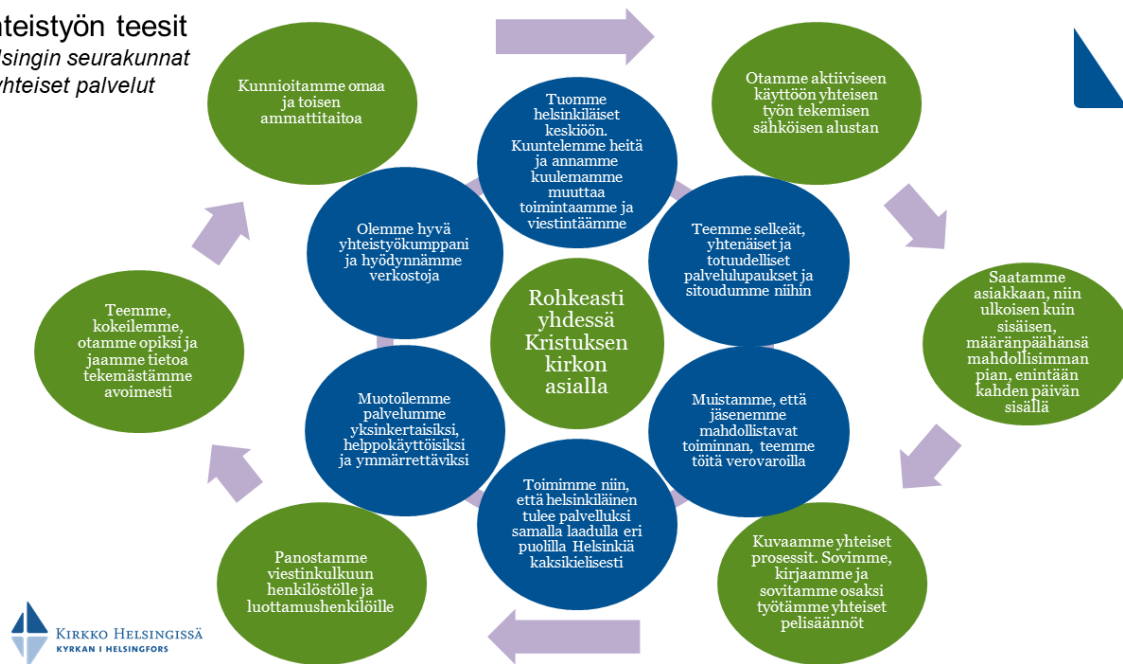 hteistyön teesit
lsingin seurakunnat
yhteiset palvelut
Kunnioitamme omaa
ja toisen
ammattitaitoa
Tuomme
helsinkiläiset
keskiöön.
Kuuntelemme heitä
ja annamme
kuulemamme
muuttaa
toimintaamme ja
viestintäämme
Otamme aktiiviseen
käyttöön yhteisen
työn tekemisen
sähköisen alustan
Olemme hyvä
yhteistyökumppani
ja hyödynnämme
verkostoja
Teemme selkeät,
yhtenäiset ja
totuudelliset
palvelulupaukset ja
sitoudumme niihin
Teemme,
kokeilemme,
otamme opiksi ja
jaamme tietoa
tekemästämme
avoimesti
Rohkeasti
yhdessä
Kristuksen
kirkon
asialla
Saatamme
asiakkaan, niin
ulkoisen kuin
sisäisen,
määränpäähänsä
mahdollisimman
pian, enintään
kahden päivän
sisällä
Muotoilemme
palvelumme
yksinkertaisiksi,
helppokäyttöisiksi
ja ymmärrettäviksi
Muistamme, että
jäsenemme
mahdollistavat
toiminnan, teemme
töitä verovaroilla
Toimimme niin,
että helsinkiläinen
tulee palvelluksi
samalla laadulla eri
puolilla Helsinkiä
kaksikielisesti
Panostamme
viestinkulkuun
henkilöstölle ja
luottamushenkilöille
Kuvaamme yhteiset
prosessit. Sovimme,
kirjaamme ja
sovitamme osaksi
työtämme yhteiset
pelisäännöt
KIRKKO HELSINGISSÄ
KYRKAN I HELSINGFORS